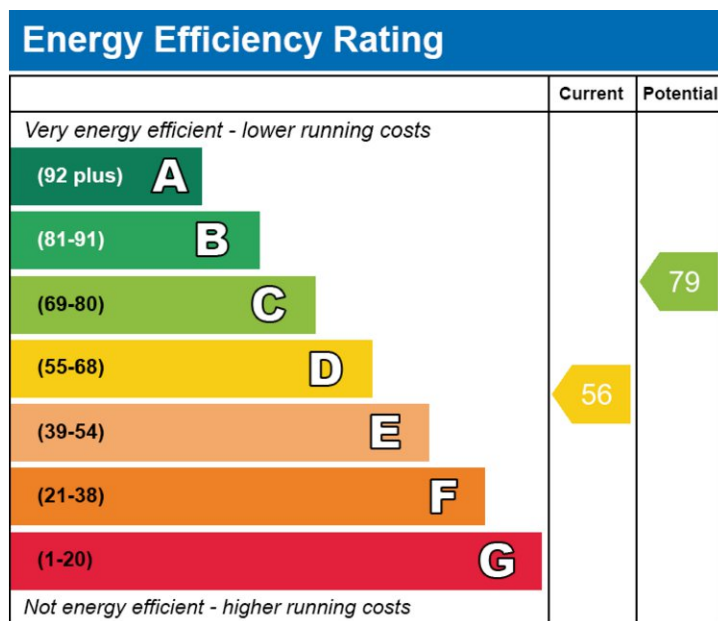 Energy Efficiency Rating
Current Potential
Very energy efficient - lower running costs
(92 plus) A
(81-91) B
(69-80) C
79
(55-68) D
56
(39-54) E
(21-38) F
(1-20) G
Not energy efficient - higher running costs